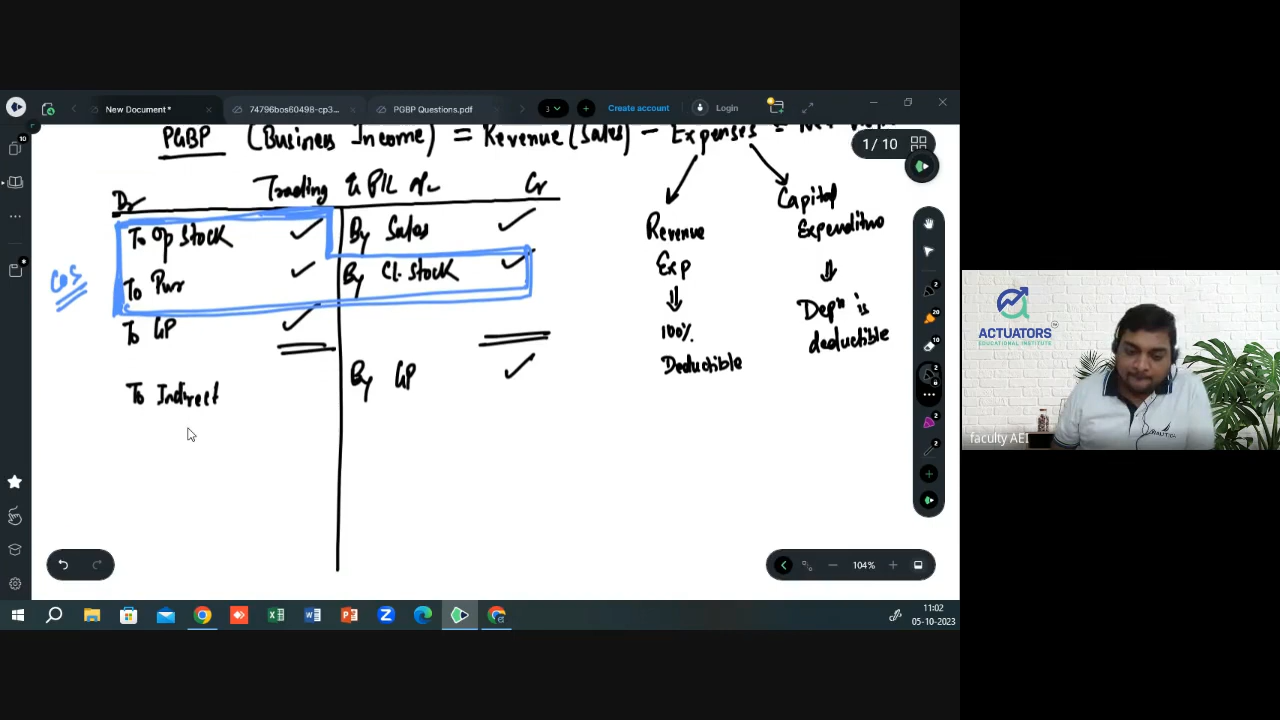 New Document *
74796bos60498-cp3...
PGBP Questions.pdf
3
Create account
Login
PGBP (Business Income) = Revenue (Sales) - Expenses =
1 / 10
Dr Trading & P/L A/c Cr
To Op Stock By Sales
To Pur By Cl. Stock
COS
To GP
By GP
To Indirect
Revenue
Exp
⇓
100%
Deductible
Capital
Expenditure
⇓
Depn is
deductible
ACTUATORS
EDUCATIONAL INSTITUTE
faculty AEI
104%
11:02
05-10-2023